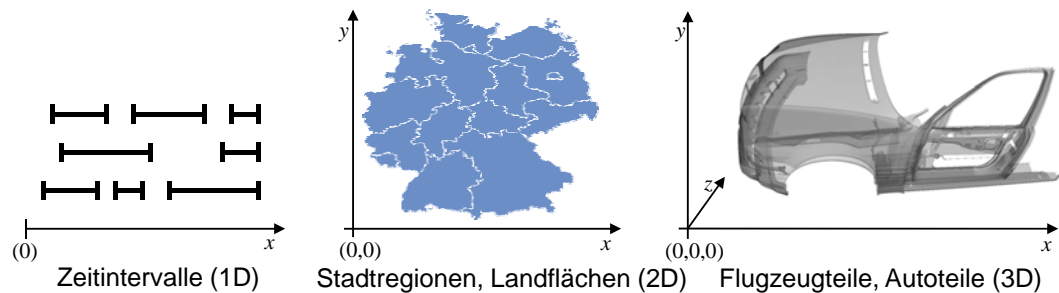 (0)
x
Zeitintervalle (1D)
y
(0,0)
x
Stadtregionen, Landflächen (2D)
y
z
(0,0,0)
x
Flugzeugteile, Autoteile (3D)